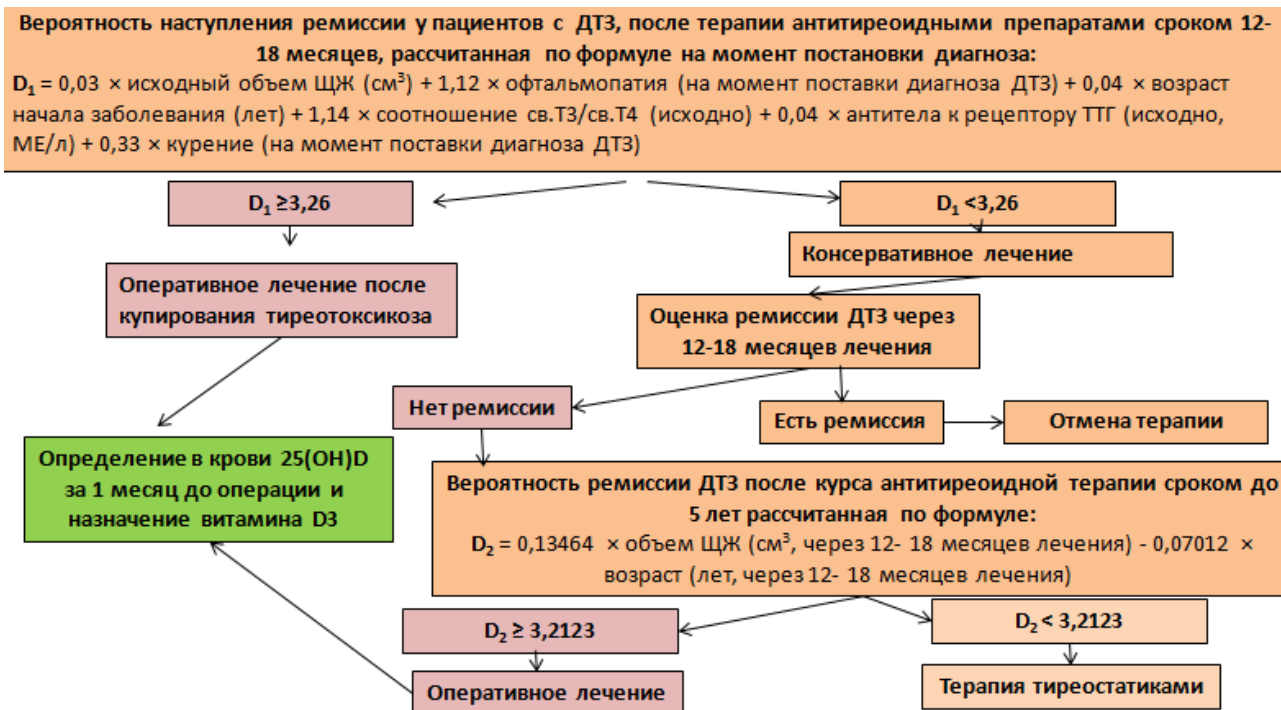 Вероятность наступления ремиссии у пациентов с ДТЗ, после терапии антитиреоидными препаратами сроком 12-
18 месяцев, рассчитанная по формуле на момент постановки диагноза:
D₁ = 0,03 × исходный объем ЩЖ (см³) + 1,12 × офтальмопатия (на момент поставки диагноза ДТЗ) + 0,04 × возраст
начала заболевания (лет) + 1,14 × соотношение св.Т3/св.Т4 (исходно) + 0,04 × антитела к рецептору ТТГ (исходно,
МЕ/л) + 0,33 × курение (на момент поставки диагноза ДТЗ)
D₁ ≥3,26
D₁ <3,26
Консервативное лечение
Оперативное лечение после
купирования тиреотоксикоза
Оценка ремиссии ДТЗ через
12-18 месяцев лечения
Нет ремиссии
Есть ремиссия
Отмена терапии
Определение в крови 25(ОН)D
за 1 месяц до операции и
назначение витамина D3
Вероятность ремиссии ДТЗ после курса антитиреоидной терапии сроком до
5 лет рассчитанная по формуле:
D₂ = 0,13464 × объем ЩЖ (см³, через 12- 18 месяцев лечения) - 0,07012 ×
возраст (лет, через 12- 18 месяцев лечения)
D₂ ≥ 3,2123
D₂ < 3,2123
Оперативное лечение
Терапия тиреостатиками